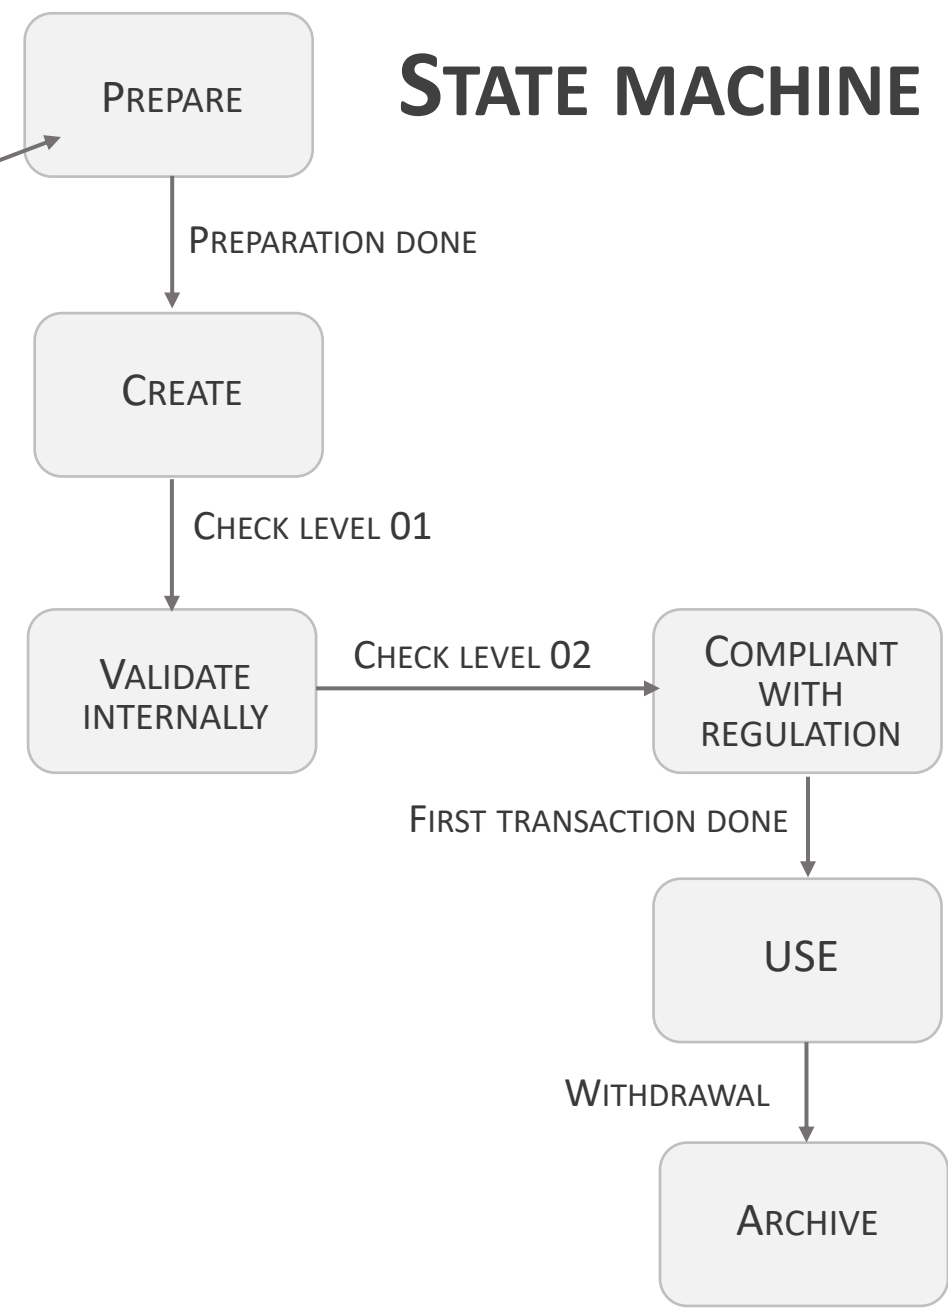 PREPARE
STATE MACHINE
PREPARATION DONE
CREATE
CHECK LEVEL 01
VALIDATE
INTERNALLY
CHECK LEVEL 02
COMPLIANT
WITH
REGULATION
FIRST TRANSACTION DONE
USE
WITHDRAWAL
ARCHIVE